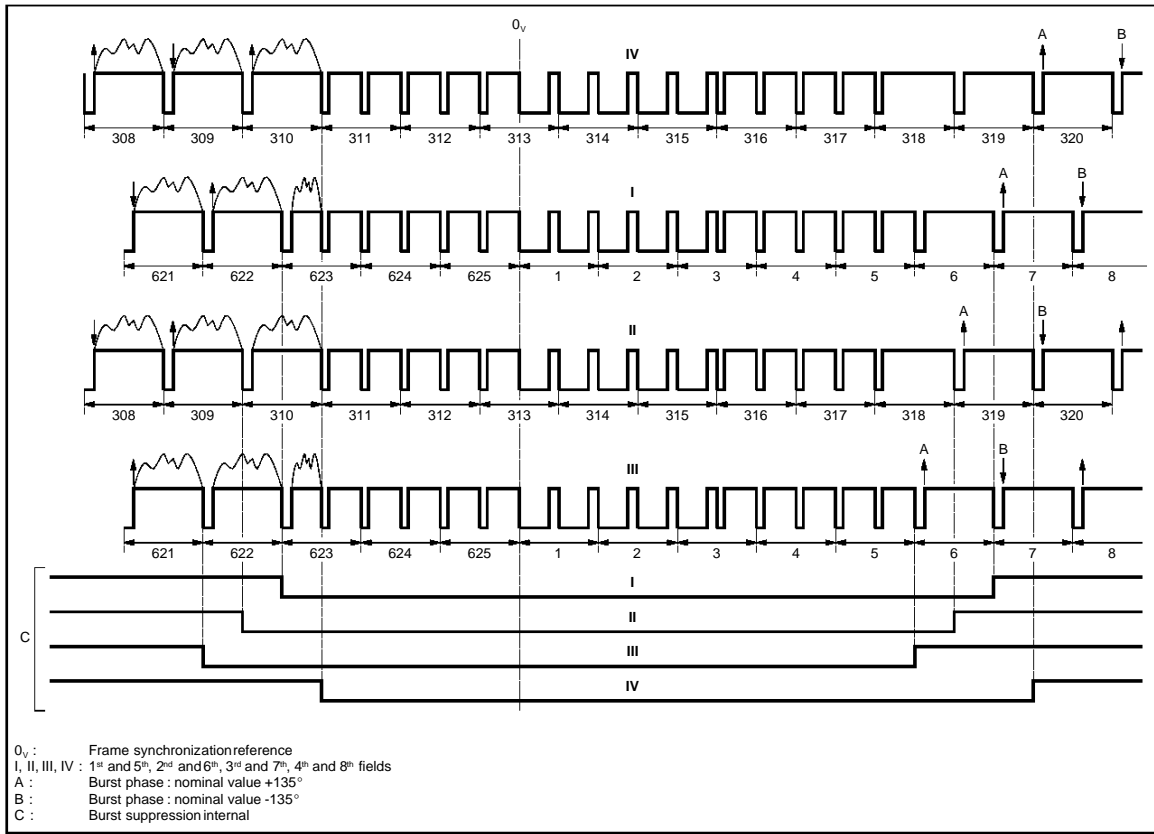 0V
A B
IV
308 309 310 311 312 313 314 315 316 317 318 319 320
A B
I
621 622 623 624 625 1 2 3 4 5 6 7 8
A B
II
308 309 310 311 312 313 314 315 316 317 318 319 320
A B
III
621 622 623 624 625 1 2 3 4 5 6 7 8
I
II
C
III
IV
0V : Frame synchronization reference
I, II, III, IV : 1st and 5th, 2nd and 6th, 3rd and 7th, 4th and 8th fields
A : Burst phase : nominal value +135°
B : Burst phase : nominal value -135°
C : Burst suppression internal